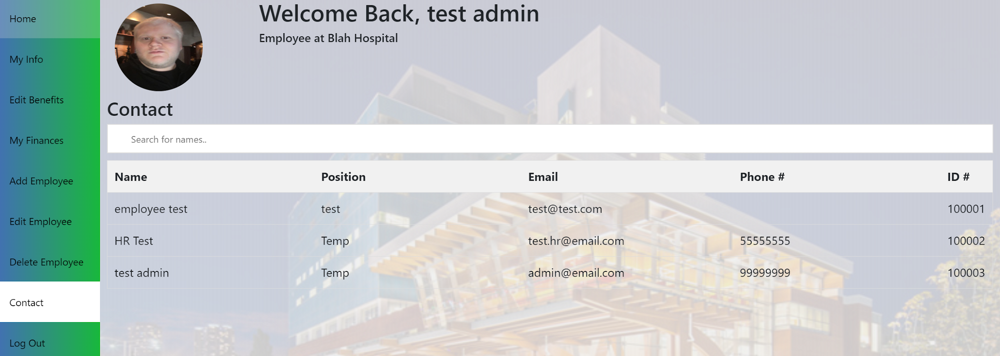 Home
My Info
Edit Benefits
My Finances
Add Employee
Edit Employee
Delete Employee
Contact
Log Out
Welcome Back, test admin
Employee at Blah Hospital
Contact
Search for names..
Name Position Email Phone # ID #
employee test test test@test.com 100001
HR Test Temp test.hr@email.com 55555555 100002
test admin Temp admin@email.com 99999999 100003